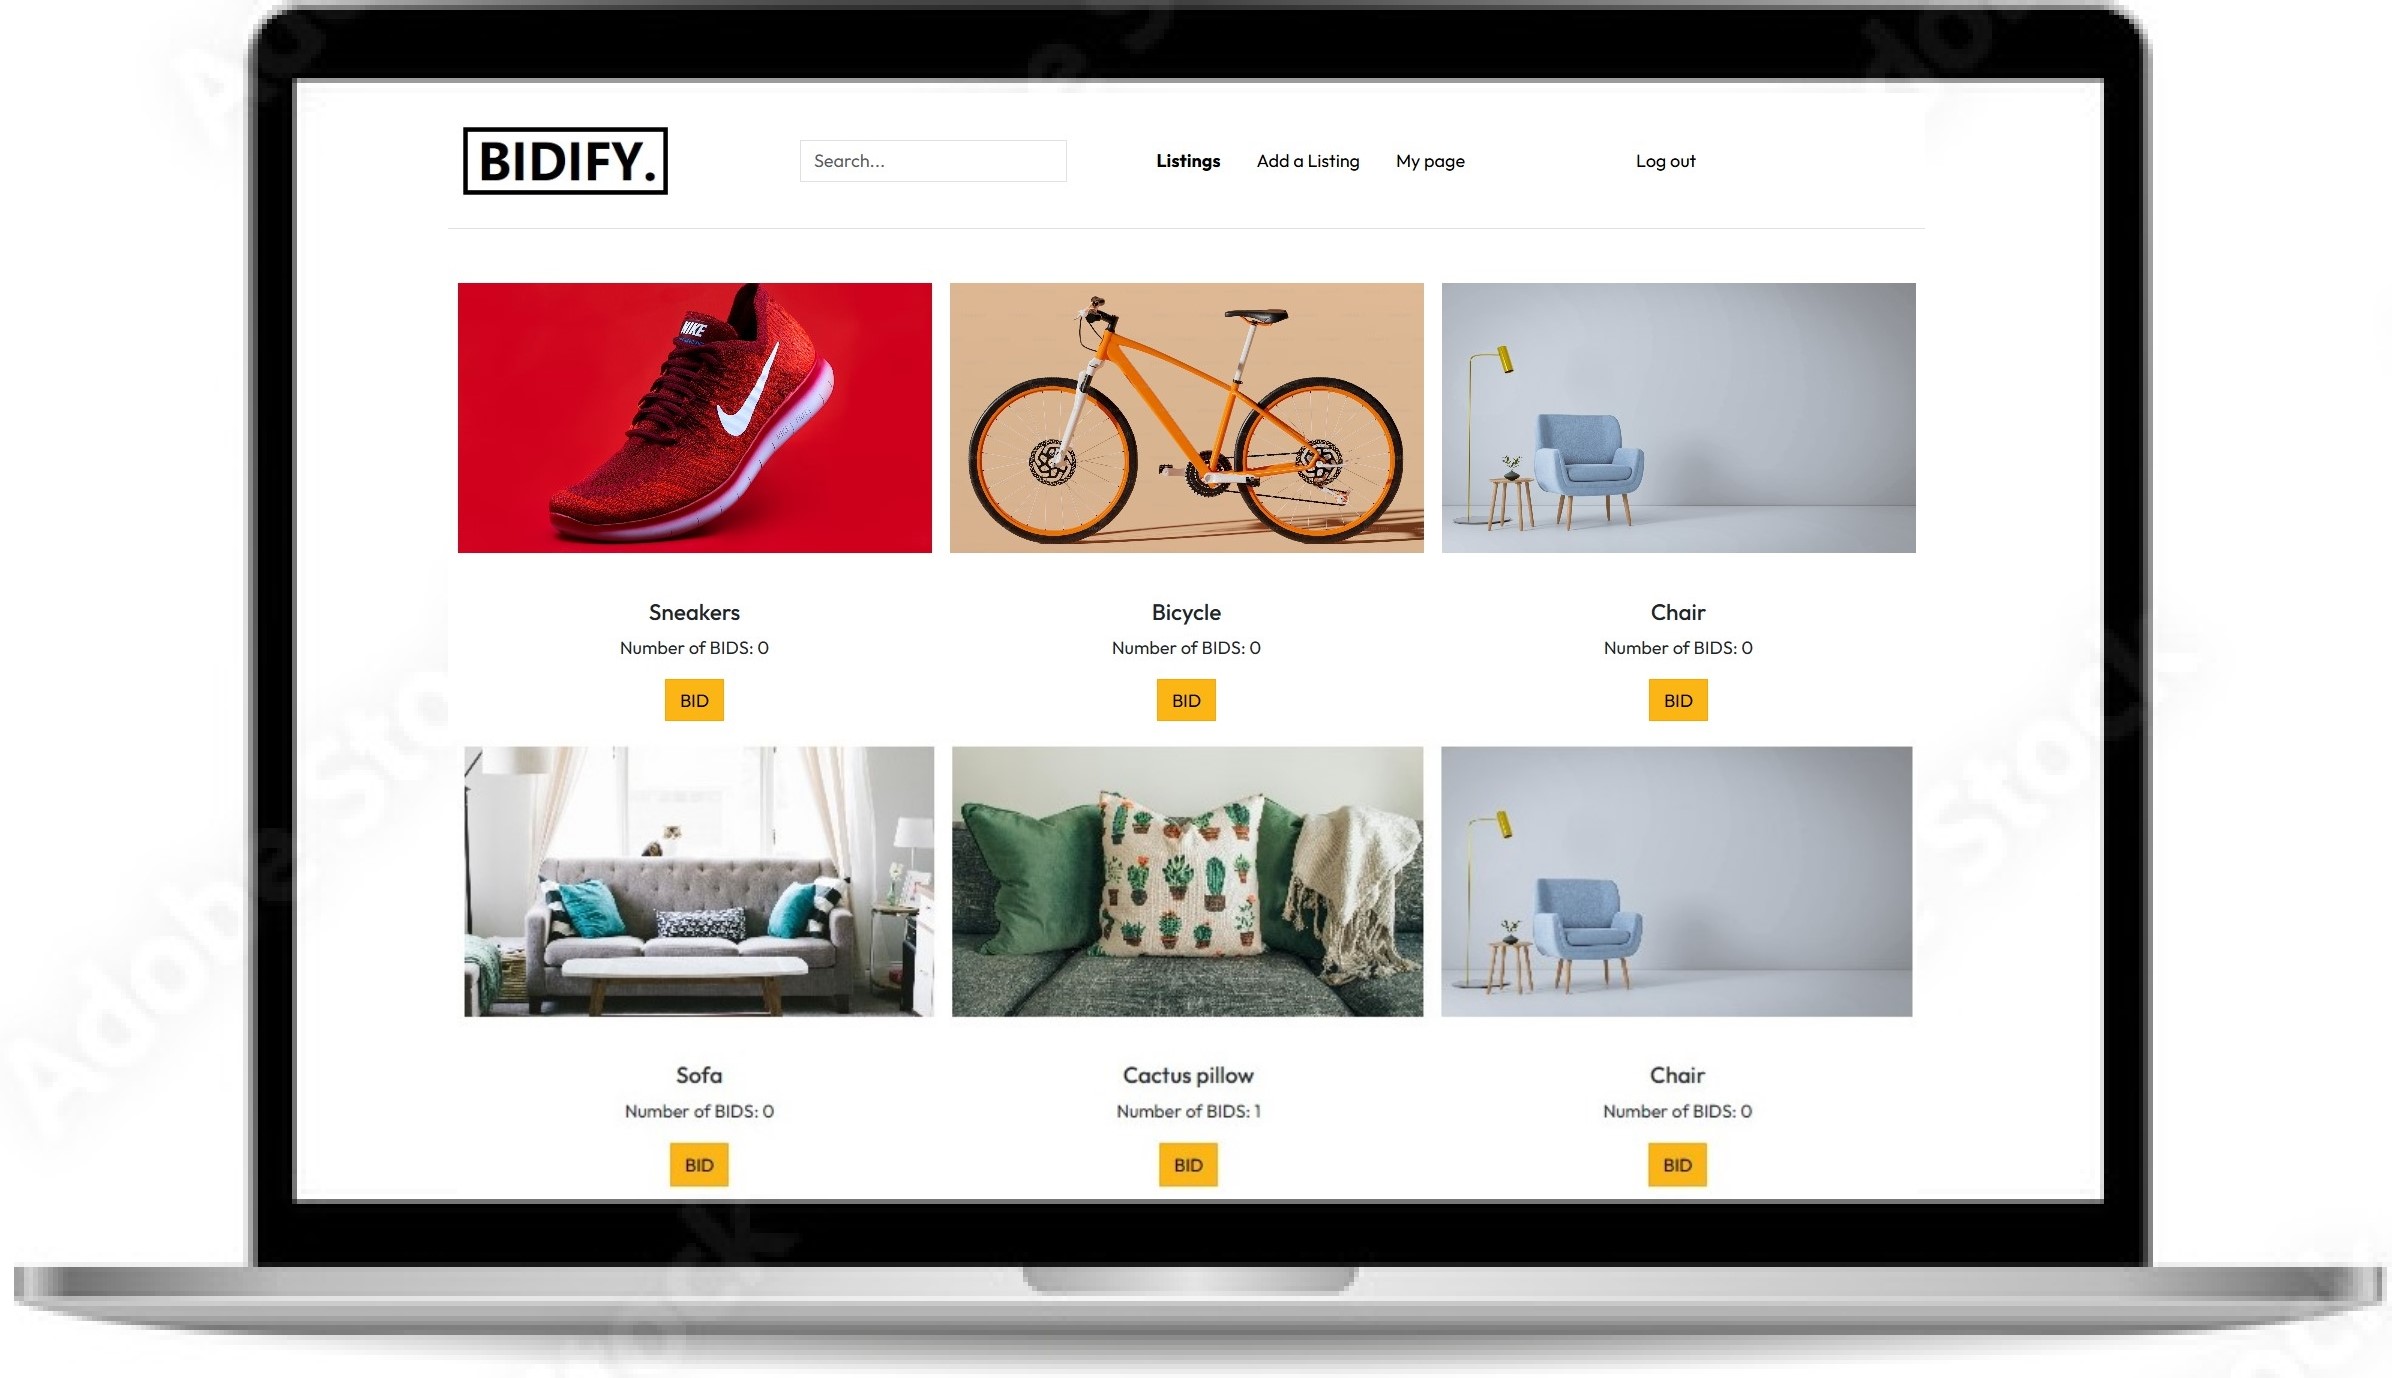 BIDIFY.
Search...
Listings Add a Listing My page Log out
NIKE
Sneakers Bicycle Chair
Number of BIDS: 0 Number of BIDS: 0 Number of BIDS: 0
BID BID BID
Sofa Cactus pillow Chair
Number of BIDS: 0 Number of BIDS: 1 Number of BIDS: 0
BID BID BID
Adobe Stock